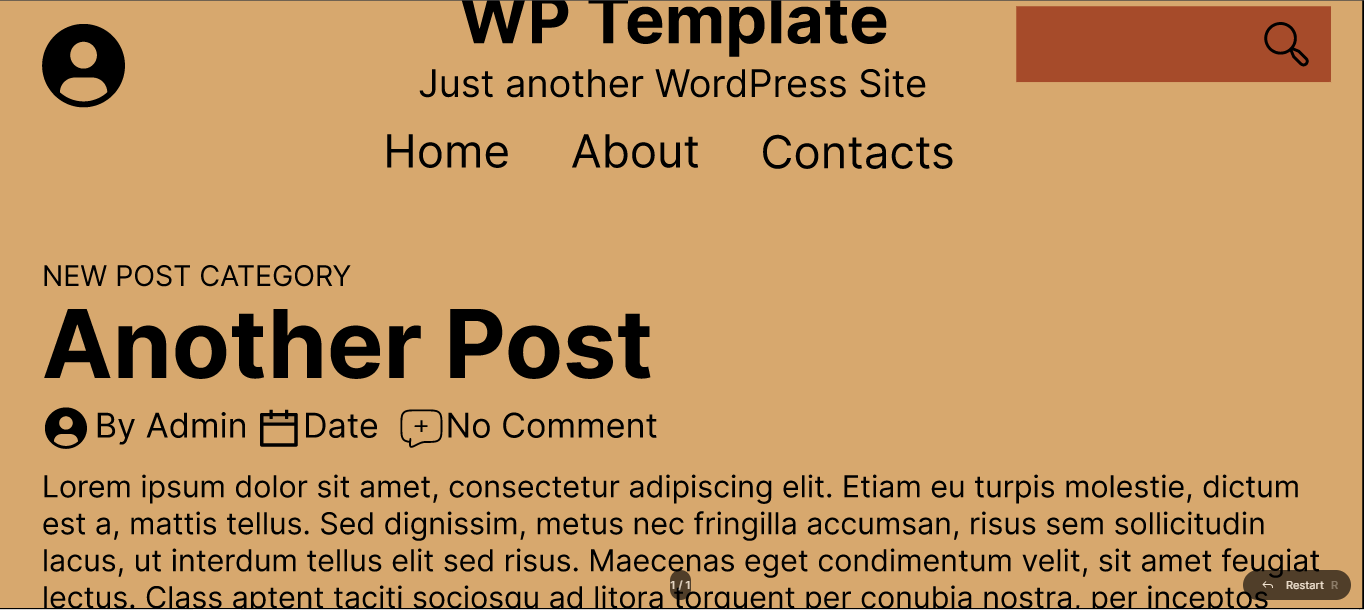 WP Template
Just another WordPress Site
Home About Contacts
NEW POST CATEGORY
Another Post
By Admin Date No Comment
Lorem ipsum dolor sit amet, consectetur adipiscing elit. Etiam eu turpis molestie, dictum
est a, mattis tellus. Sed dignissim, metus nec fringilla accumsan, risus sem sollicitudin
lacus, ut interdum tellus elit sed risus. Maecenas eget condimentum velit, sit amet feugiat
lectus. Class aptent taciti sociosqu ad litora torquent per conubia nostra, per inceptos
1 / 1
Restart R